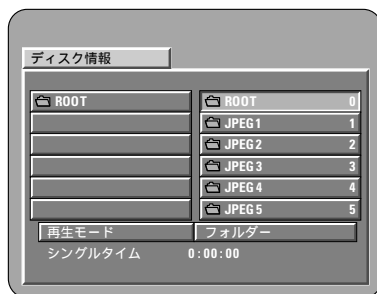 ディスク情報
ROOT
ROOT 0
JPEG1 1
JPEG2 2
JPEG3 3
JPEG4 4
JPEG5 5
再生モード フォルダー
シングルタイム 0:00:00